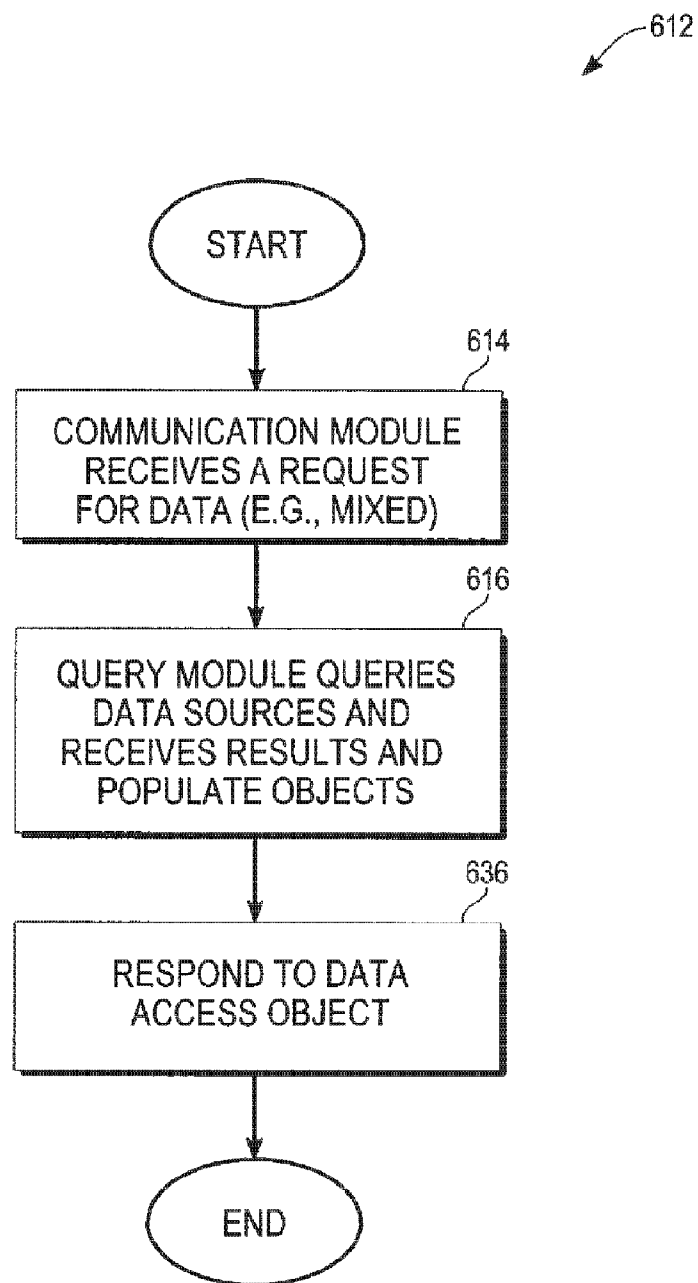 612
START
614
COMMUNICATION MODULE
RECEIVES A REQUEST
FOR DATA (E.G., MIXED)
616
QUERY MODULE QUERIES
DATA SOURCES AND
RECEIVES RESULTS AND
POPULATE OBJECTS
636
RESPOND TO DATA
ACCESS OBJECT
END